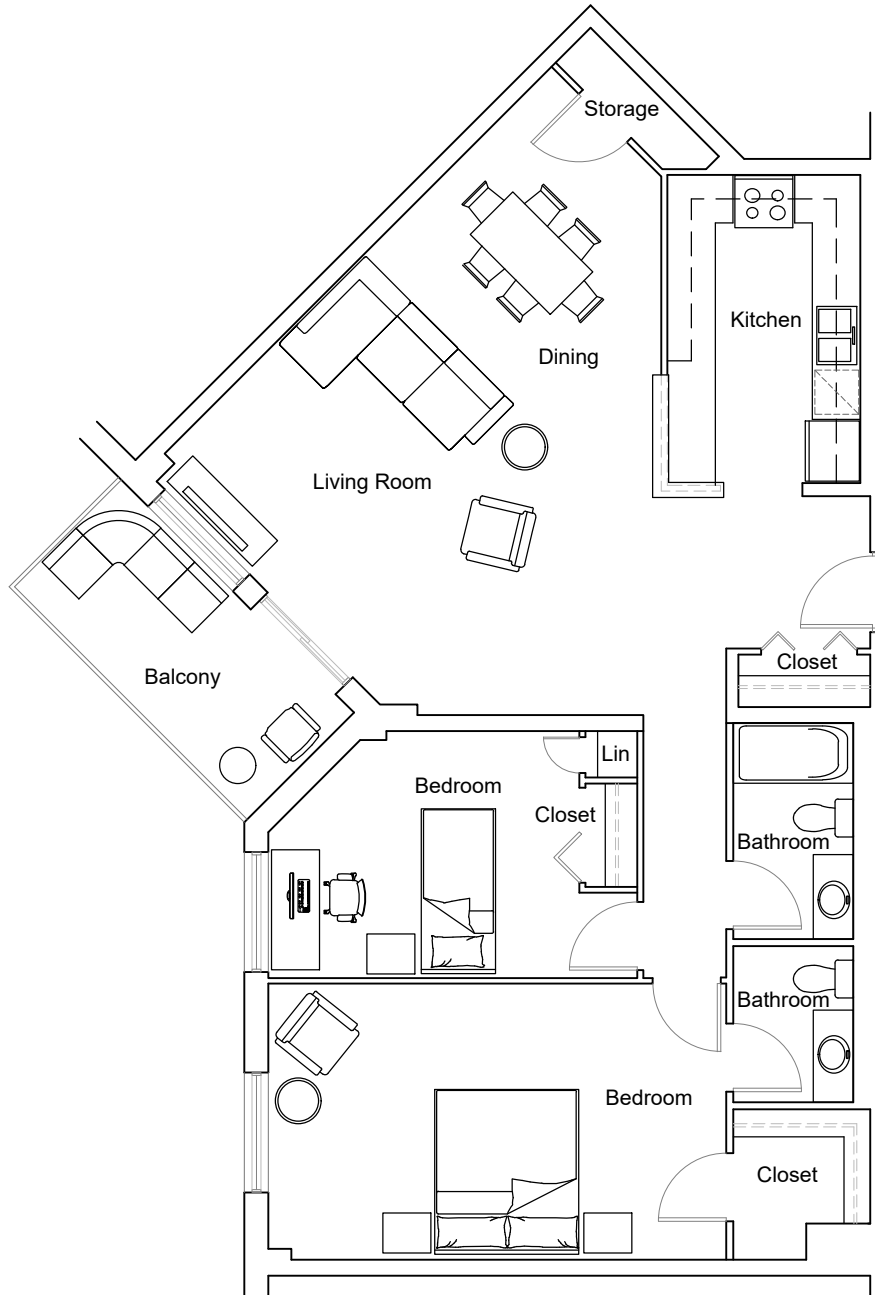 Storage
Kitchen
Dining
Living Room
Closet
Balcony
Lin
Bedroom
Closet
Bathroom
Bathroom
Bedroom
Closet